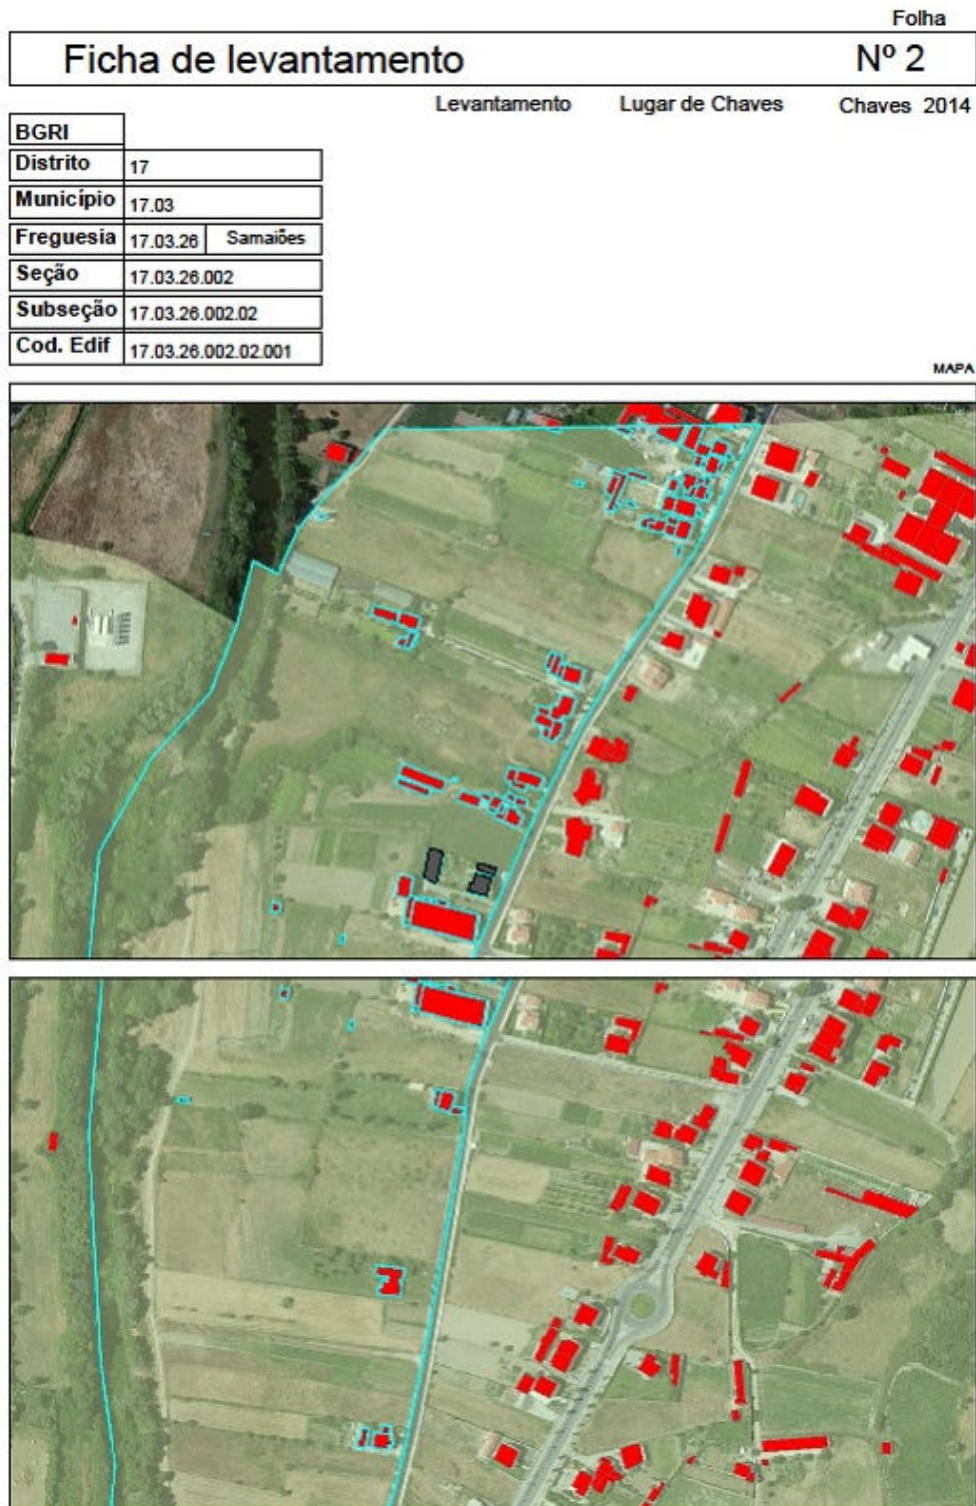 Folha
Ficha de levantamento Nº 2
Levantamento Lugar de Chaves Chaves 2014
BGRI
Distrito 17
Município 17.03
Freguesia 17.03.26 Samaiões
Seção 17.03.26.002
Subseção 17.03.26.002.02
Cod. Edif 17.03.26.002.02.001
MAPA